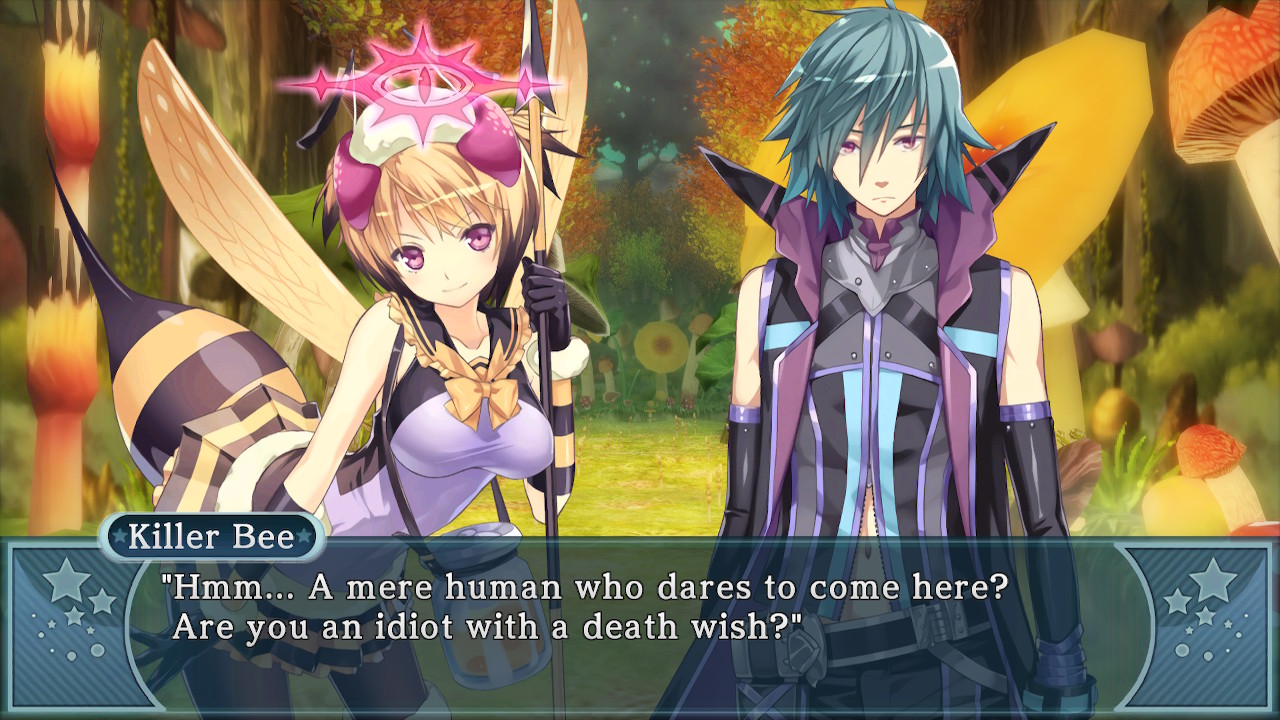 Killer Bee
"Hmm... A mere human who dares to come here?
Are you an idiot with a death wish?"